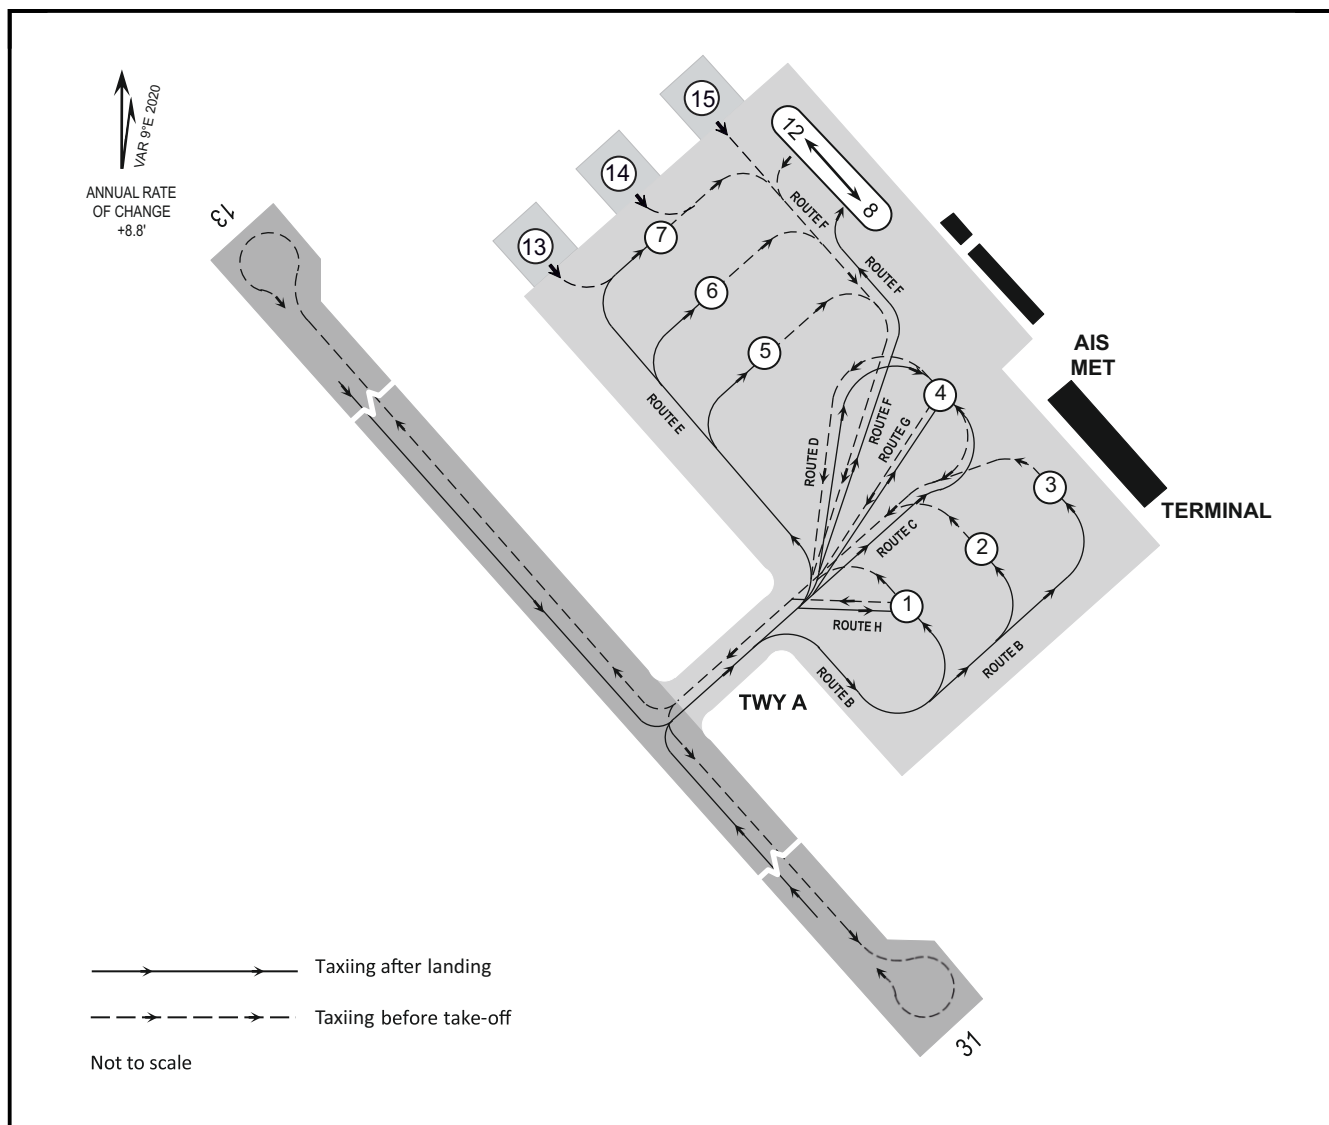 VAR 9°E 2020
ANNUAL RATE
OF CHANGE
+8.8'
13
15
14
13
12
8
7
6
5
4
3
2
1
ROUTE F
ROUTE F
ROUTE E
ROUTE D
ROUTE F
ROUTE G
ROUTE C
ROUTE H
ROUTE B
ROUTE B
AIS
MET
TERMINAL
TWY A
31
Taxiing after landing
Taxiing before take-off
Not to scale